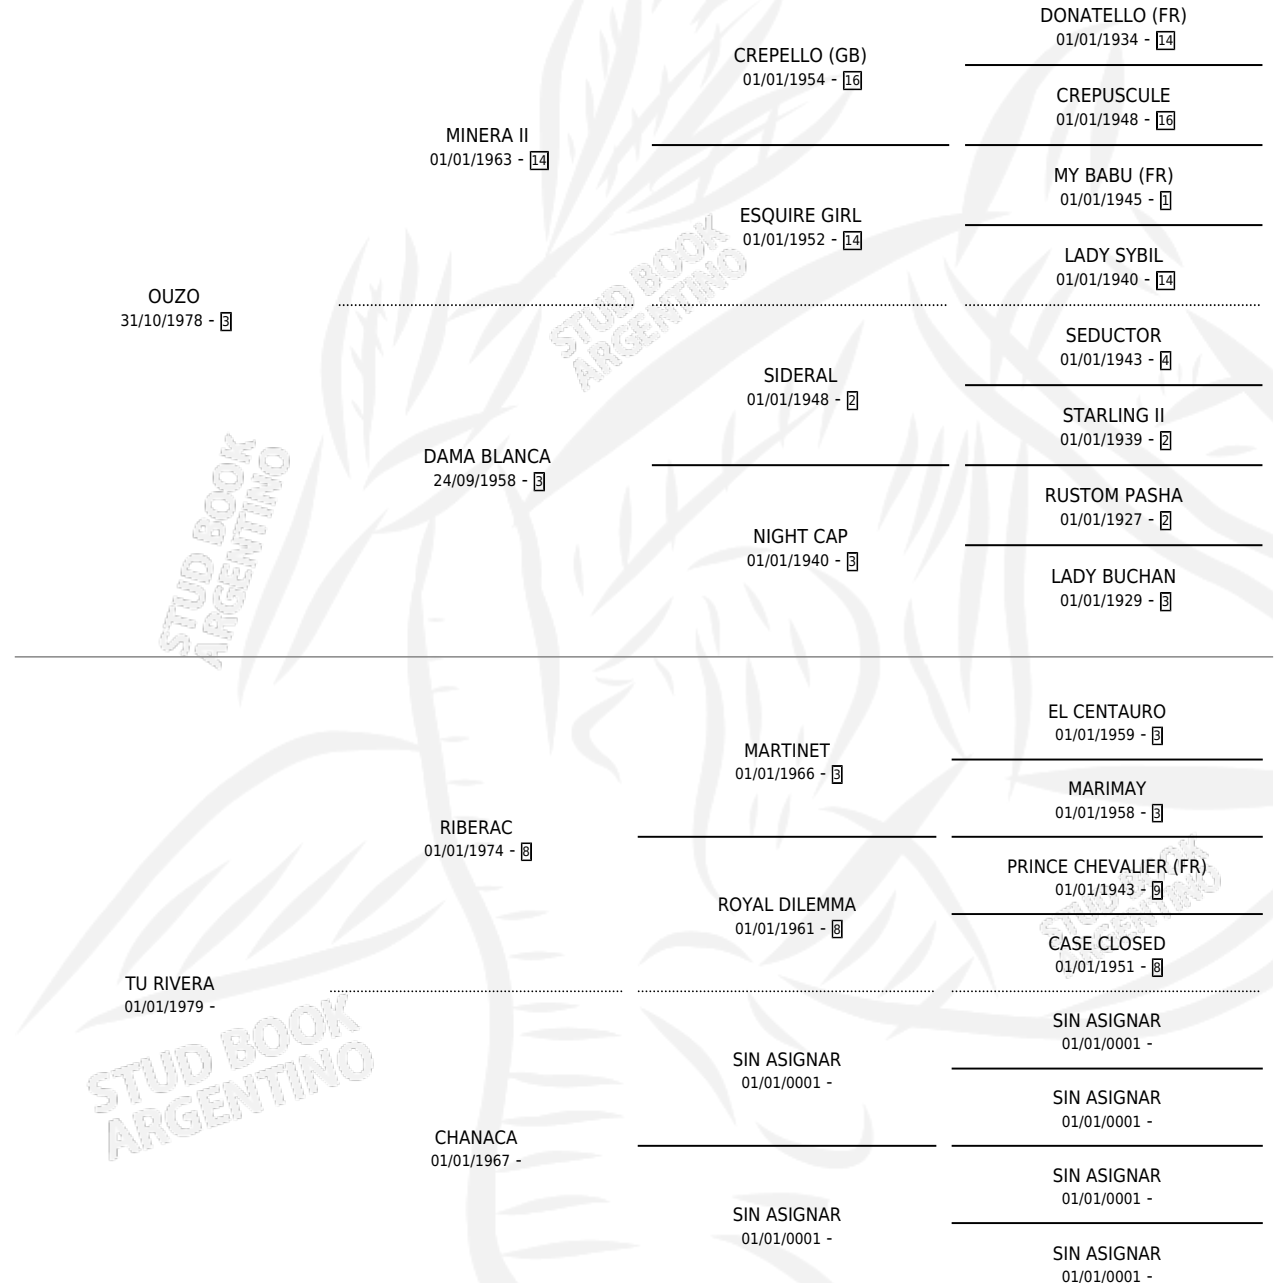 DONATELLO (FR)
01/01/1934 - 14
CREPELLO (GB)
01/01/1954 - 16
CREPUSCULE
01/01/1948 - 16
MINERA II
01/01/1963 - 14
MY BABU (FR)
01/01/1945 - 1
ESQUIRE GIRL
01/01/1952 - 14
LADY SYBIL
01/01/1940 - 14
OUZO
31/10/1978 - 3
SEDUCTOR
01/01/1943 - 4
SIDERAL
01/01/1948 - 2
STARLING II
01/01/1939 - 2
DAMA BLANCA
24/09/1958 - 3
RUSTOM PASHA
01/01/1927 - 2
NIGHT CAP
01/01/1940 - 3
LADY BUCHAN
01/01/1929 - 3
STUD BOOK
ARGENTINO
STUD BOOK
ARGENTINO
EL CENTAURO
01/01/1959 - 3
MARTINET
01/01/1966 - 3
MARIMAY
01/01/1958 - 3
RIBERAC
01/01/1974 - 8
PRINCE CHEVALIER (FR)
01/01/1943 - 9
ROYAL DILEMMA
01/01/1961 - 8
CASE CLOSED
01/01/1951 - 8
STUD BOOK
ARGENTINO
TU RIVERA
01/01/1979 -
SIN ASIGNAR
01/01/0001 -
SIN ASIGNAR
01/01/0001 -
SIN ASIGNAR
01/01/0001 -
STUD BOOK
ARGENTINO
CHANACA
01/01/1967 -
SIN ASIGNAR
01/01/0001 -
SIN ASIGNAR
01/01/0001 -
SIN ASIGNAR
01/01/0001 -